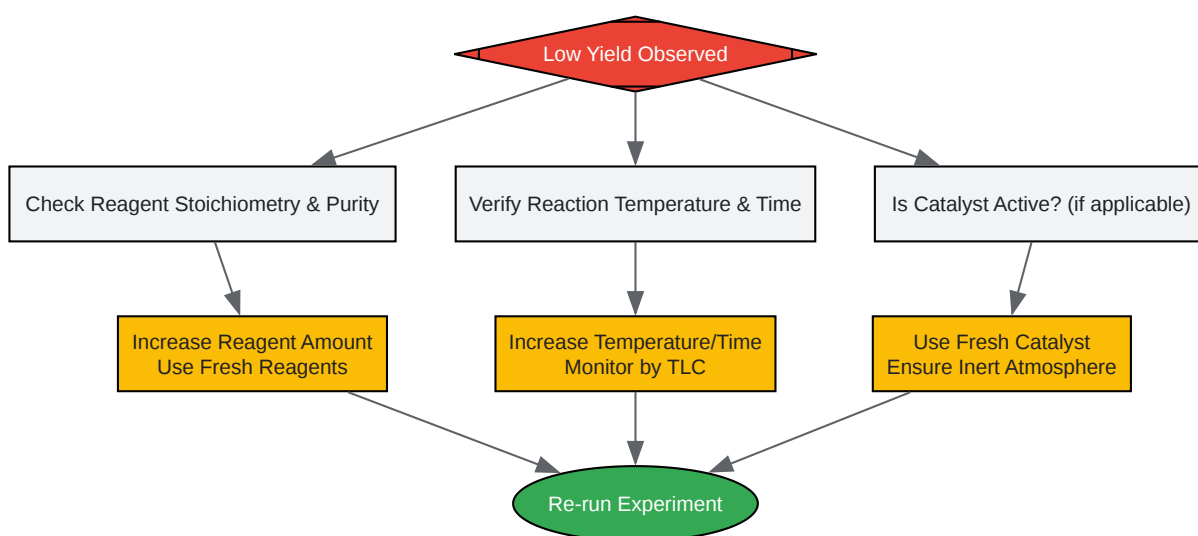 Low Yield Observed
Check Reagent Stoichiometry & Purity
Verify Reaction Temperature & Time
Is Catalyst Active? (if applicable)
Increase Reagent Amount
Use Fresh Reagents
Increase Temperature/Time
Monitor by TLC
Use Fresh Catalyst
Ensure Inert Atmosphere
Re-run Experiment